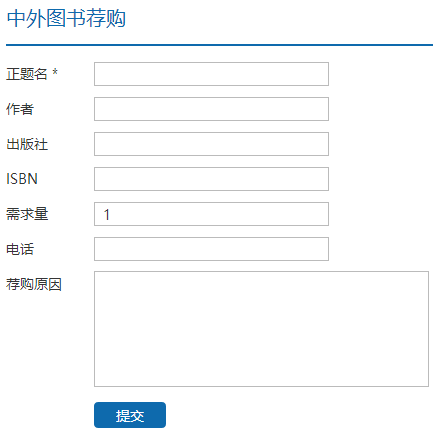 中外图书荐购
正题名 *
作者
出版社
ISBN
需求量 1
电话
荐购原因
提交